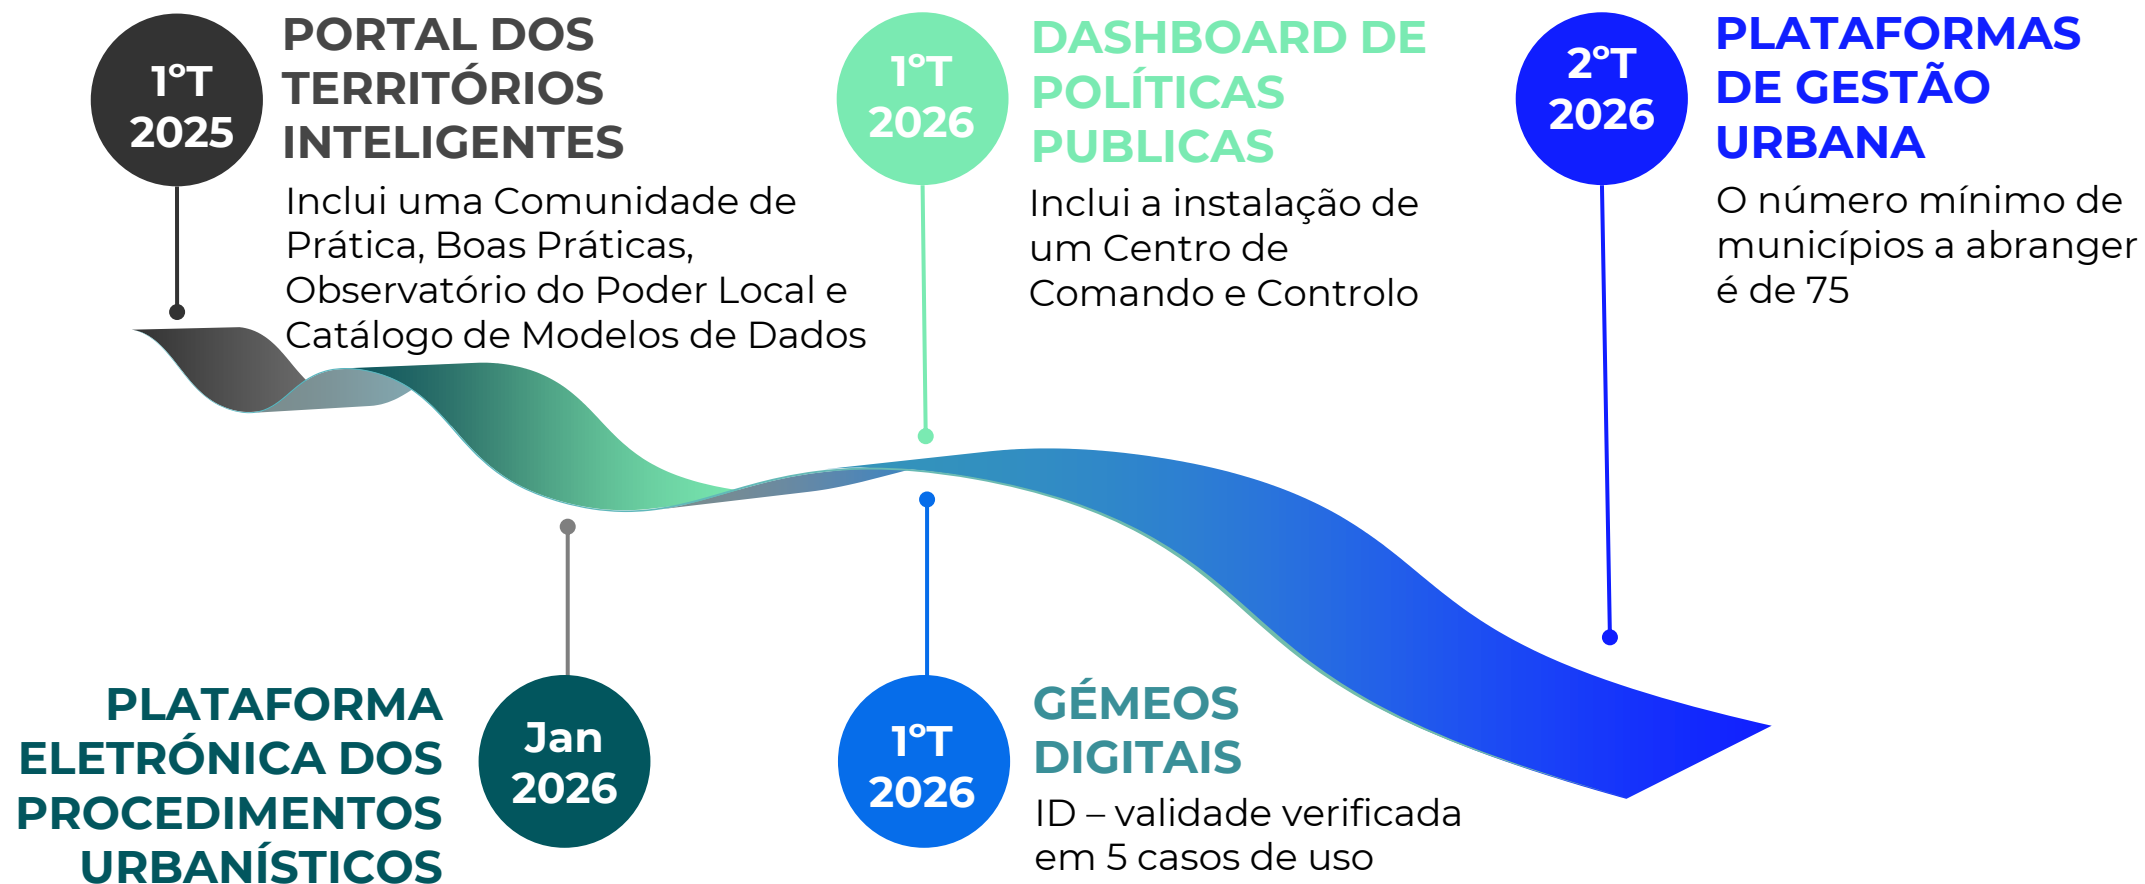 1ºT
2025
PORTAL DOS
TERRITÓRIOS
INTELIGENTES
Inclui uma Comunidade de
Prática, Boas Práticas,
Observatório do Poder Local e
Catálogo de Modelos de Dados
1ºT
2026
DASHBOARD DE
POLÍTICAS
PUBLICAS
Inclui a instalação de
um Centro de
Comando e Controlo
2ºT
2026
PLATAFORMAS
DE GESTÃO
URBANA
O número mínimo de
municípios a abranger
é de 75
PLATAFORMA
ELETRÓNICA DOS
PROCEDIMENTOS
URBANÍSTICOS
Jan
2026
1ºT
2026
GÉMEOS
DIGITAIS
ID – validade verificada
em 5 casos de uso